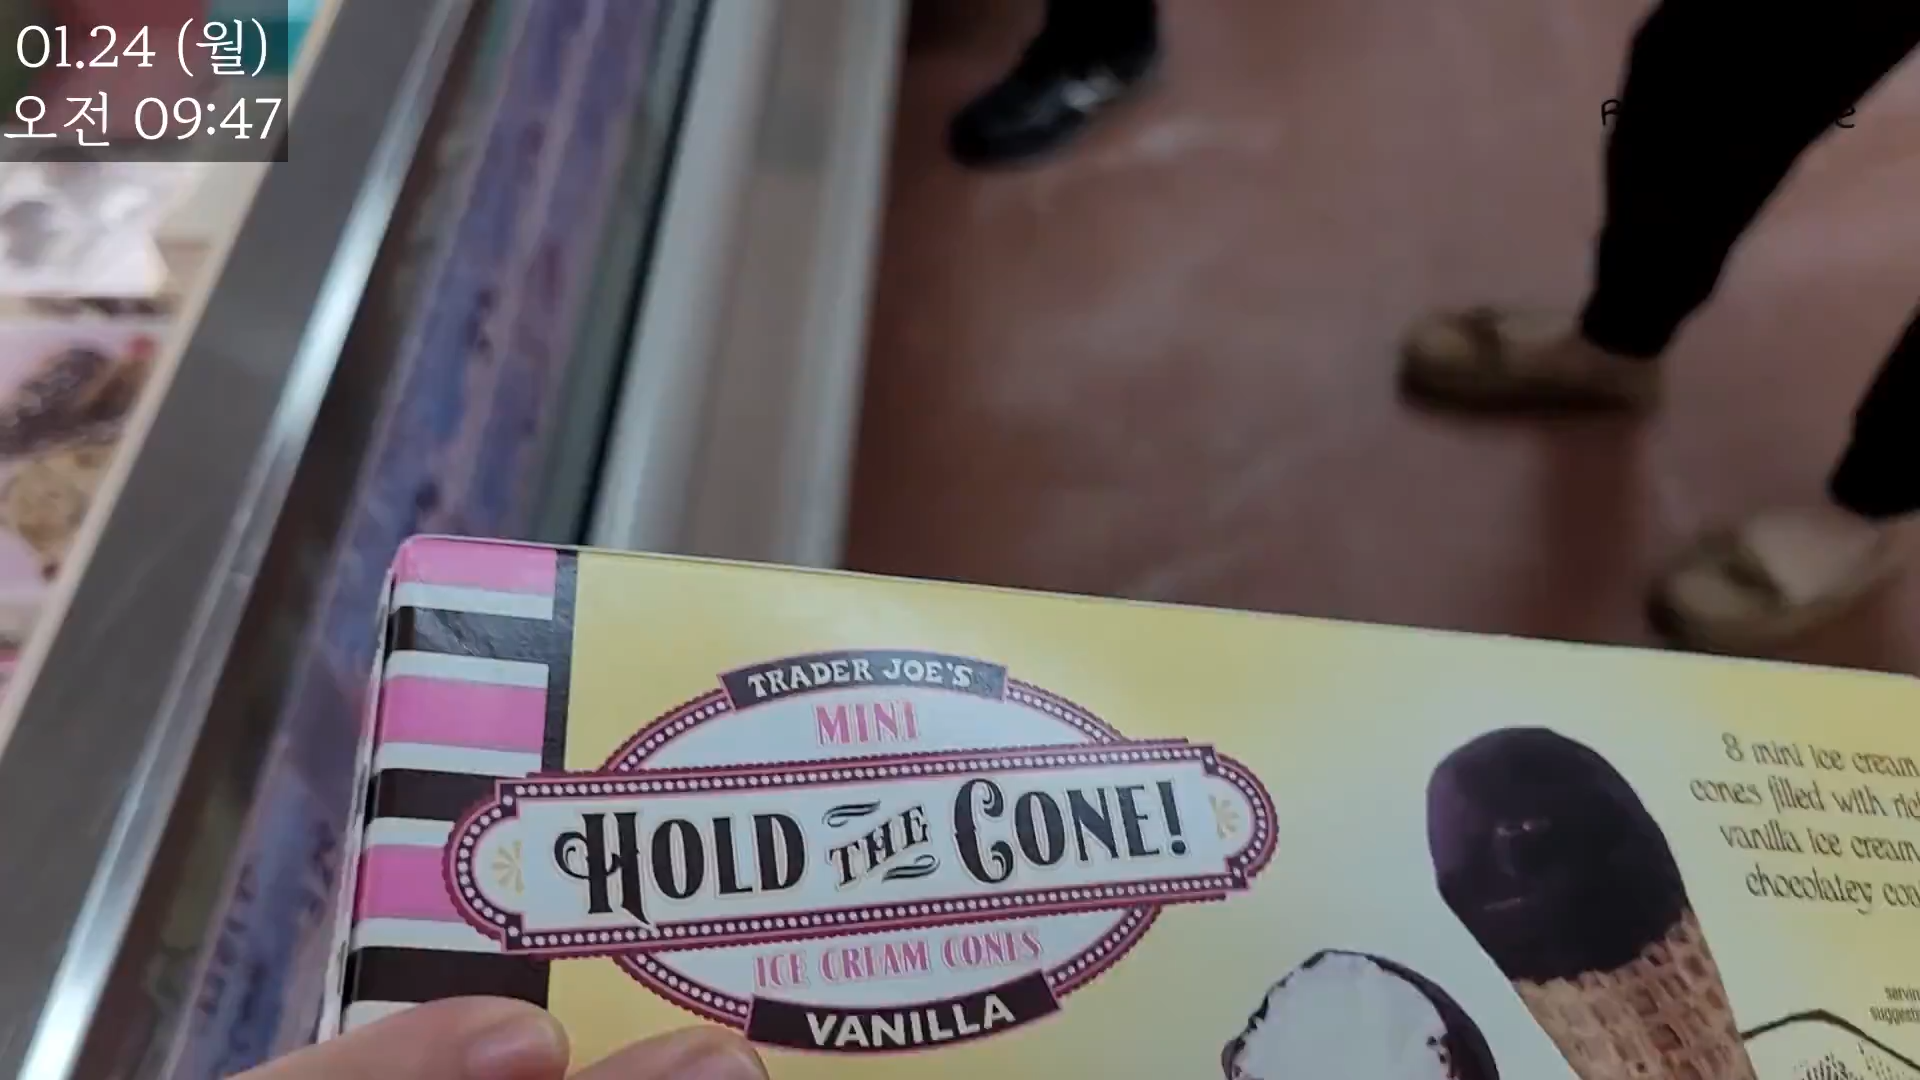 01.24 (월)
오전 09:47
TRADER JOE'S
MINI
HOLD THE CONE!
ICE CREAM CONES
VANILLA
8 mini ice cream
cones filled with
vanilla ice cream
chocolatey